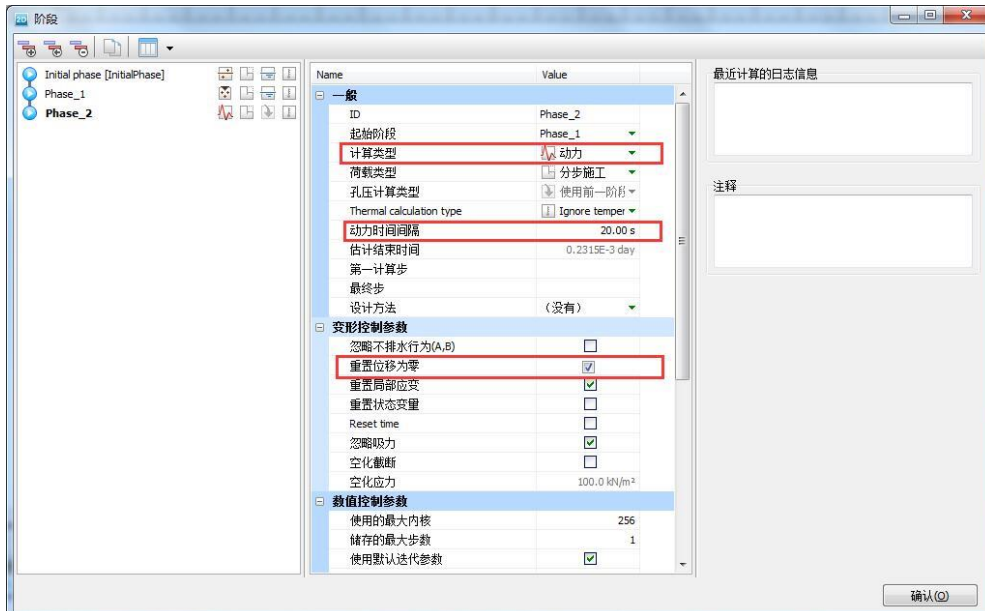 2D 阶段
Initial phase [InitialPhase]
Phase_1
Phase_2
Name Value
一般
ID Phase_2
起始阶段 Phase_1
计算类型 动力
荷载类型 分步施工
孔压计算类型 使用前一阶段
Thermal calculation type Ignore temper
动力时间间隔 20.00 s
估计结束时间 0.2315E-3 day
第一计算步
最终步
设计方法 (没有)
变形控制参数
忽略不排水行为(A,B)
重置位移为零
重置局部应变
重置状态变量
Reset time
忽略吸力
空化截断
空化应力 100.0 kN/m²
数值控制参数
使用的最大内核 256
储存的最大步数 1
使用默认迭代参数
最近计算的日志信息
注释
确认(O)